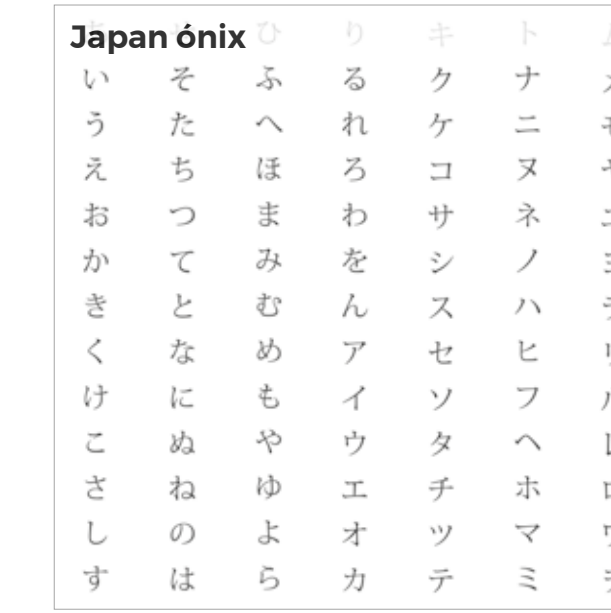 Japan ónix
ひ り キ ト
い そ ふ る ク ナ
う た へ れ ケ ニ
え ち ほ ろ コ ヌ
お つ ま わ サ ネ
か て み を シ ノ
き と む ん ス ハ
く な め ア セ ヒ
け に も イ ソ フ
こ ぬ や ウ タ ヘ
さ ね ゆ エ チ ホ
し の よ オ ツ マ
す は ら カ テ ミ